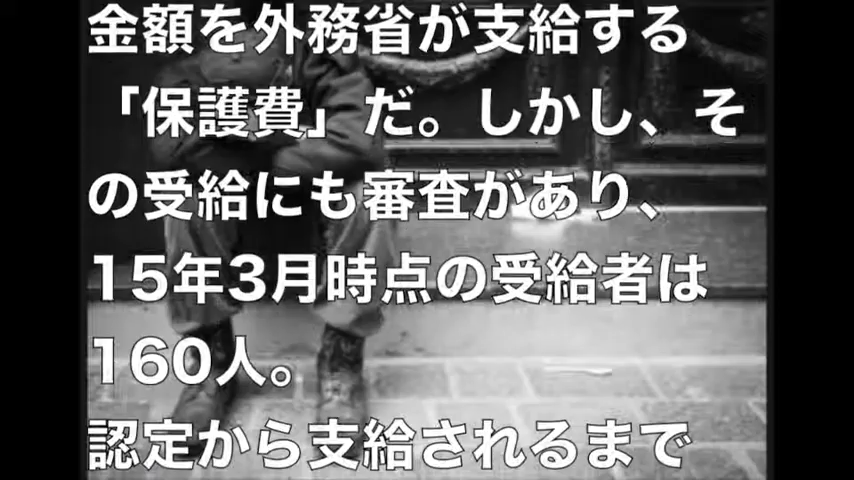 金額を外務省が支給する
「保護費」だ。しかし、そ
の受給にも審査があり、
15年3月時点の受給者は
160人。
認定から支給されるまで